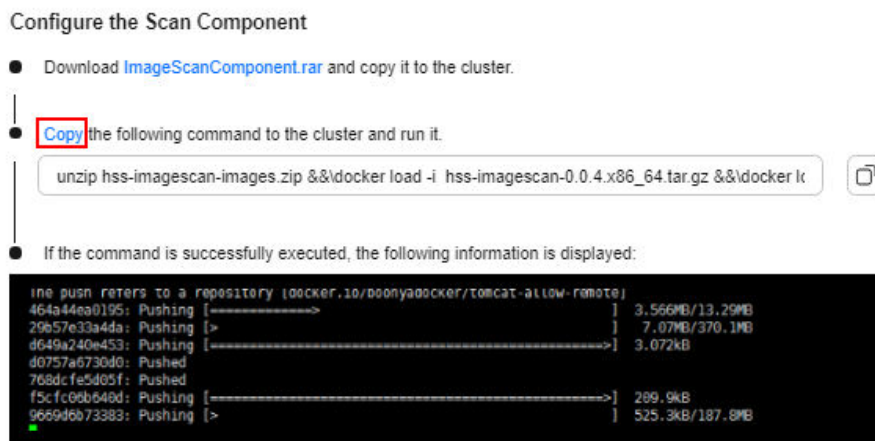 Configure the Scan Component
Download ImageScanComponent.rar and copy it to the cluster.
Copy the following command to the cluster and run it.
unzip hss-imagescan-images.zip &&\docker load -i hss-imagescan-0.0.4.x86_64.tar.gz &&\docker lo
If the command is successfully executed, the following information is displayed:
The push refers to a repository [docker.io/boonyadocker/tomcat-allow-remote]
464a44ea0195: Pushing [==============> ] 3.566MB/13.29MB
29b57e33a4da: Pushing [> ] 7.07MB/370.1MB
d649a240e453: Pushing [==================================================>] 3.072kB
d0757a6730d0: Pushed
768dcfe5d05f: Pushed
f5cfc06b640d: Pushing [==================================================>] 209.9kB
9669d6b73383: Pushing [> ] 525.3kB/187.8MB